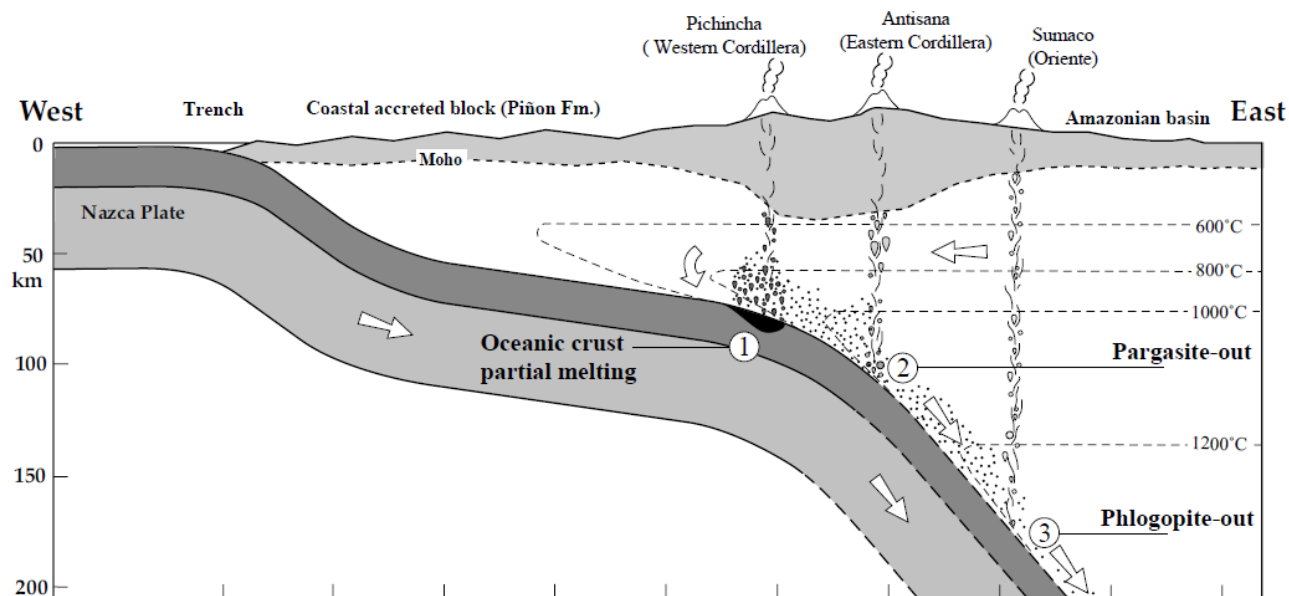 Pichincha
( Western Cordillera)
Antisana
(Eastern Cordillera)
Sumaco
(Oriente)
West
Trench
Coastal accreted block (Piñon Fm.)
Amazonian basin
East
0
Moho
Nazca Plate
600°C
50
km
800°C
1000°C
Oceanic crust
partial melting
1
2
Pargasite-out
100
1200°C
150
3
Phlogopite-out
200